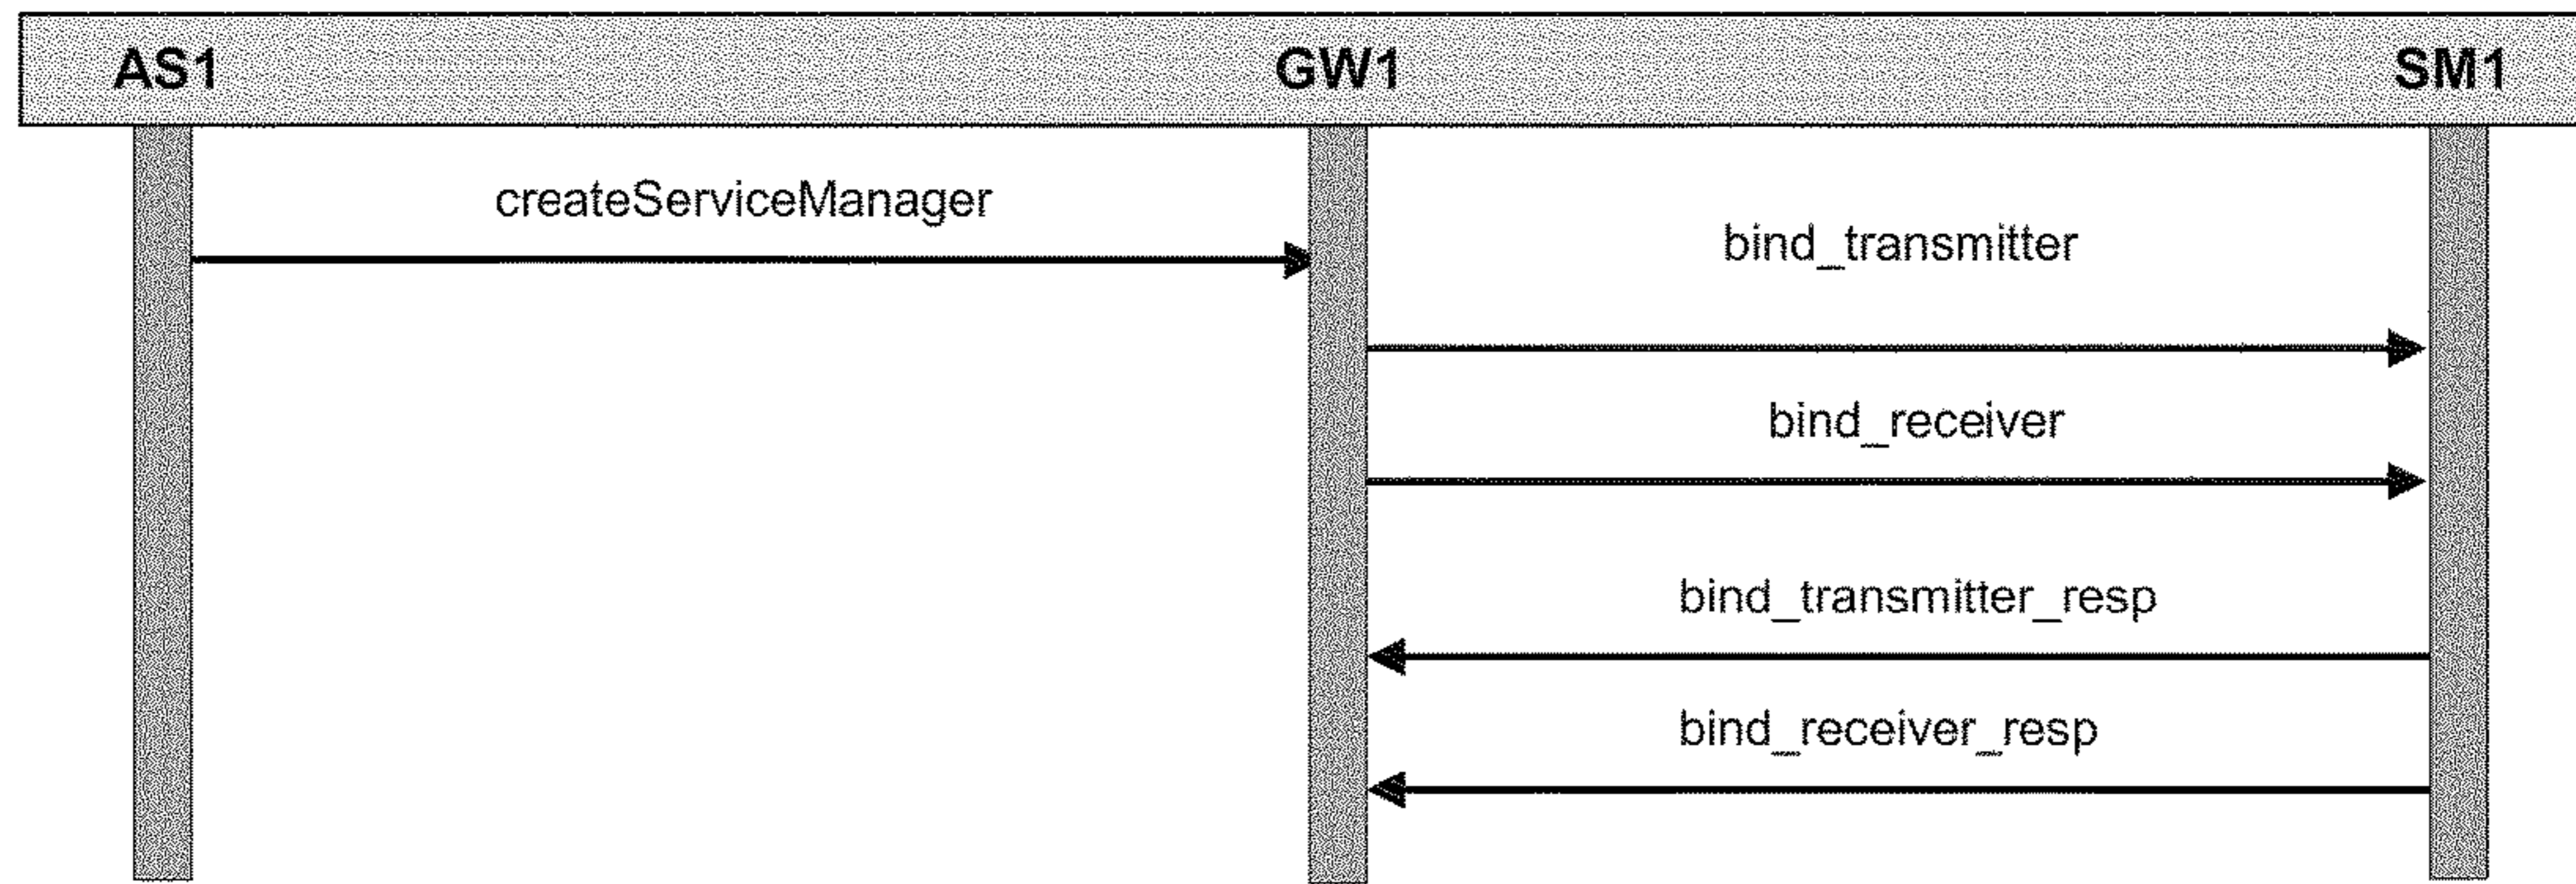 AS1 GW1 SM1
createServiceManager
bind_transmitter
bind_receiver
bind_transmitter_resp
bind_receiver_resp